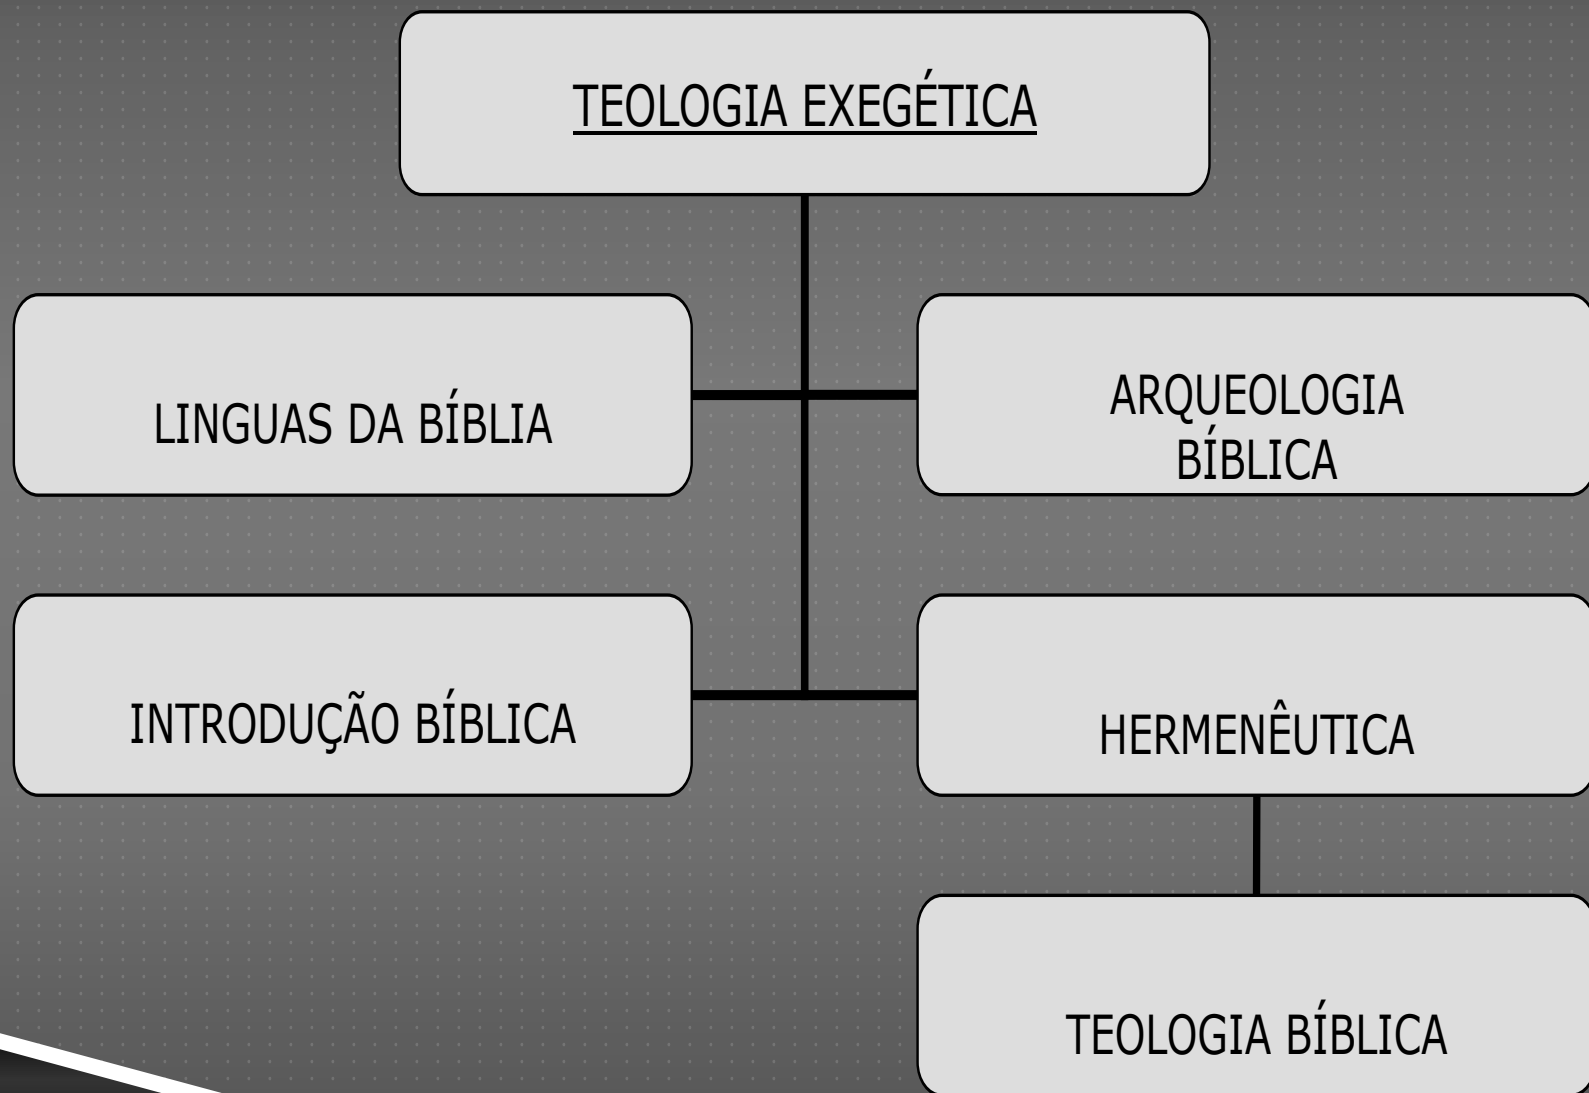 TEOLOGIA EXEGÉTICA
LINGUAS DA BÍBLIA
ARQUEOLOGIA
BÍBLICA
INTRODUÇÃO BÍBLICA
HERMENÊUTICA
TEOLOGIA BÍBLICA